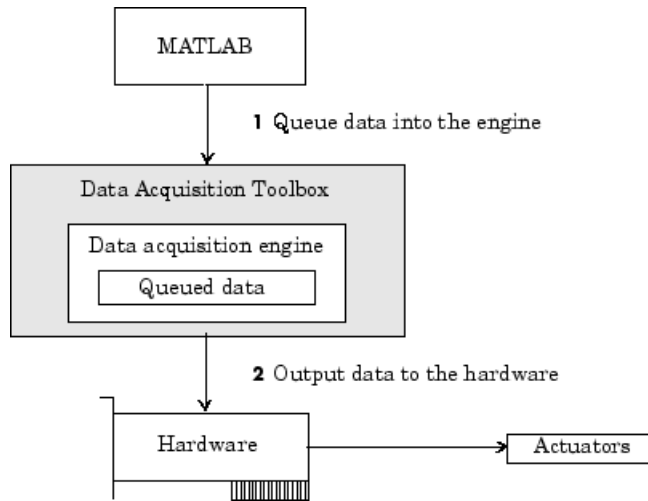 MATLAB
1 Queue data into the engine
Data Acquisition Toolbox
Data acquisition engine
Queued data
2 Output data to the hardware
Hardware
Actuators